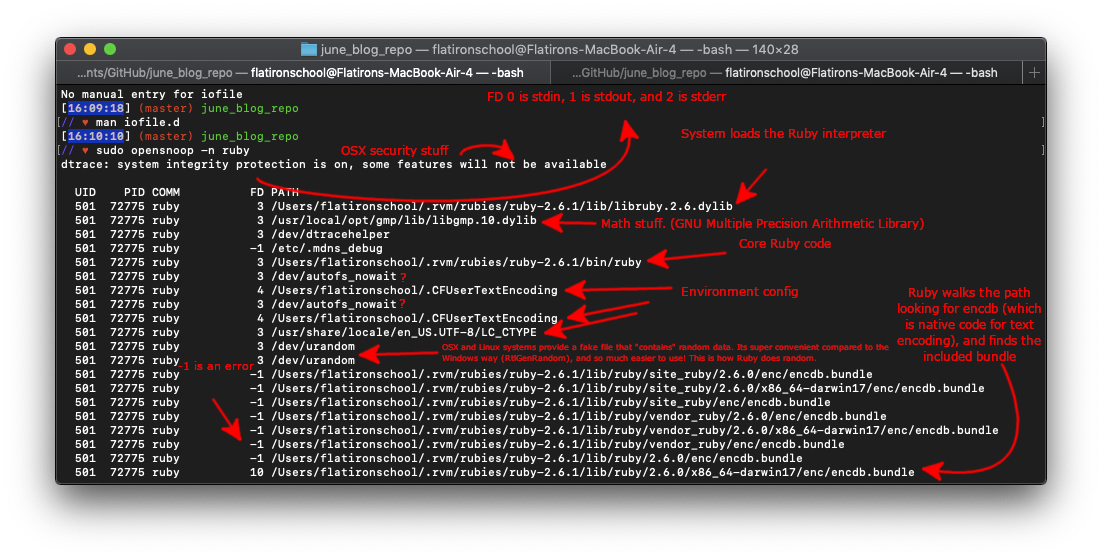 june_blog_repo — flatironschool@Flatirons-MacBook-Air-4 — -bash — 140×28
...nts/GitHub/june_blog_repo — flatironschool@Flatirons-MacBook-Air-4 — -bash
...GitHub/june_blog_repo — flatironschool@Flatirons-MacBook-Air-4 — -bash +
No manual entry for iofile
FD 0 is stdin, 1 is stdout, and 2 is stderr
[16:09:18] (master) june_blog_repo
[// ♥ man iofile.d ]
[16:10:10] (master) june_blog_repo
System loads the Ruby interpreter
[// ♥ sudo opensnoop -n ruby ]
OSX security stuff
dtrace: system integrity protection is on, some features will not be available
UID PID COMM FD PATH
501 72775 ruby 3 /Users/flatironschool/.rvm/rubies/ruby-2.6.1/lib/libruby.2.6.dylib
501 72775 ruby 3 /usr/local/opt/gmp/lib/libgmp.10.dylib
Math stuff. (GNU Multiple Precision Arithmetic Library)
501 72775 ruby 3 /dev/dtracehelper
501 72775 ruby -1 /etc/.mdns_debug
Core Ruby code
501 72775 ruby 3 /Users/flatironschool/.rvm/rubies/ruby-2.6.1/bin/ruby
501 72775 ruby 3 /dev/autofs_nowait ?
501 72775 ruby 4 /Users/flatironschool/.CFUserTextEncoding
Environment config
501 72775 ruby 3 /dev/autofs_nowait ?
501 72775 ruby 4 /Users/flatironschool/.CFUserTextEncoding
501 72775 ruby 3 /usr/share/locale/en_US.UTF-8/LC_CTYPE
501 72775 ruby 3 /dev/urandom
501 72775 ruby 3 /dev/urandom
OSX and Linux systems provide a fake file that "contains" random data. Its super convenient compared to the
Windows way (RtlGenRandom), and so much easier to use! This is how Ruby does random.
Ruby walks the path
looking for encdb (which
is native code for text
encoding), and finds the
included bundle
-1 is an error
501 72775 ruby -1 /Users/flatironschool/.rvm/rubies/ruby-2.6.1/lib/ruby/site_ruby/2.6.0/enc/encdb.bundle
501 72775 ruby -1 /Users/flatironschool/.rvm/rubies/ruby-2.6.1/lib/ruby/site_ruby/2.6.0/x86_64-darwin17/enc/encdb.bundle
501 72775 ruby -1 /Users/flatironschool/.rvm/rubies/ruby-2.6.1/lib/ruby/site_ruby/enc/encdb.bundle
501 72775 ruby -1 /Users/flatironschool/.rvm/rubies/ruby-2.6.1/lib/ruby/vendor_ruby/2.6.0/enc/encdb.bundle
501 72775 ruby -1 /Users/flatironschool/.rvm/rubies/ruby-2.6.1/lib/ruby/vendor_ruby/2.6.0/x86_64-darwin17/enc/encdb.bundle
501 72775 ruby -1 /Users/flatironschool/.rvm/rubies/ruby-2.6.1/lib/ruby/vendor_ruby/enc/encdb.bundle
501 72775 ruby -1 /Users/flatironschool/.rvm/rubies/ruby-2.6.1/lib/ruby/2.6.0/enc/encdb.bundle
501 72775 ruby 10 /Users/flatironschool/.rvm/rubies/ruby-2.6.1/lib/ruby/2.6.0/x86_64-darwin17/enc/encdb.bundle